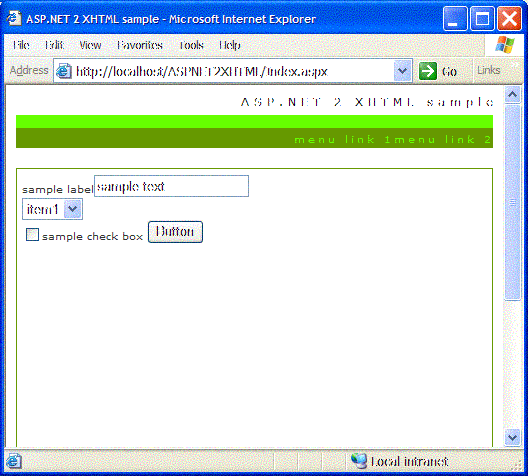 ASP.NET 2 XHTML sample - Microsoft Internet Explorer
File Edit View Favorites Tools Help
Address http://localhost/ASPNET2XHTML/Index.aspx Go Links
ASP.NET 2 XHTML sample
menu link 1menu link 2
sample label sample text
item1
sample check box Button
Local intranet